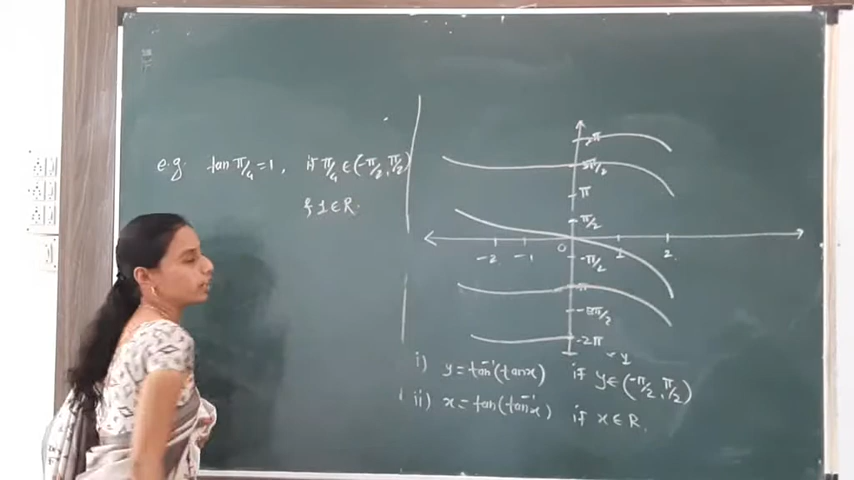 e.g. tan π/4 = 1, if π/4 ∈ (-π/2, π/2)
& 1 ∈ R.
2π
3π/2
π
π/2
-2 -1 0 1 2
-π/2
-π
-3π/2
-2π
-y
i) y = tan⁻¹(tanx) if y ∈ (-π/2, π/2)
ii) x = tan(tan⁻¹x) if x ∈ R.